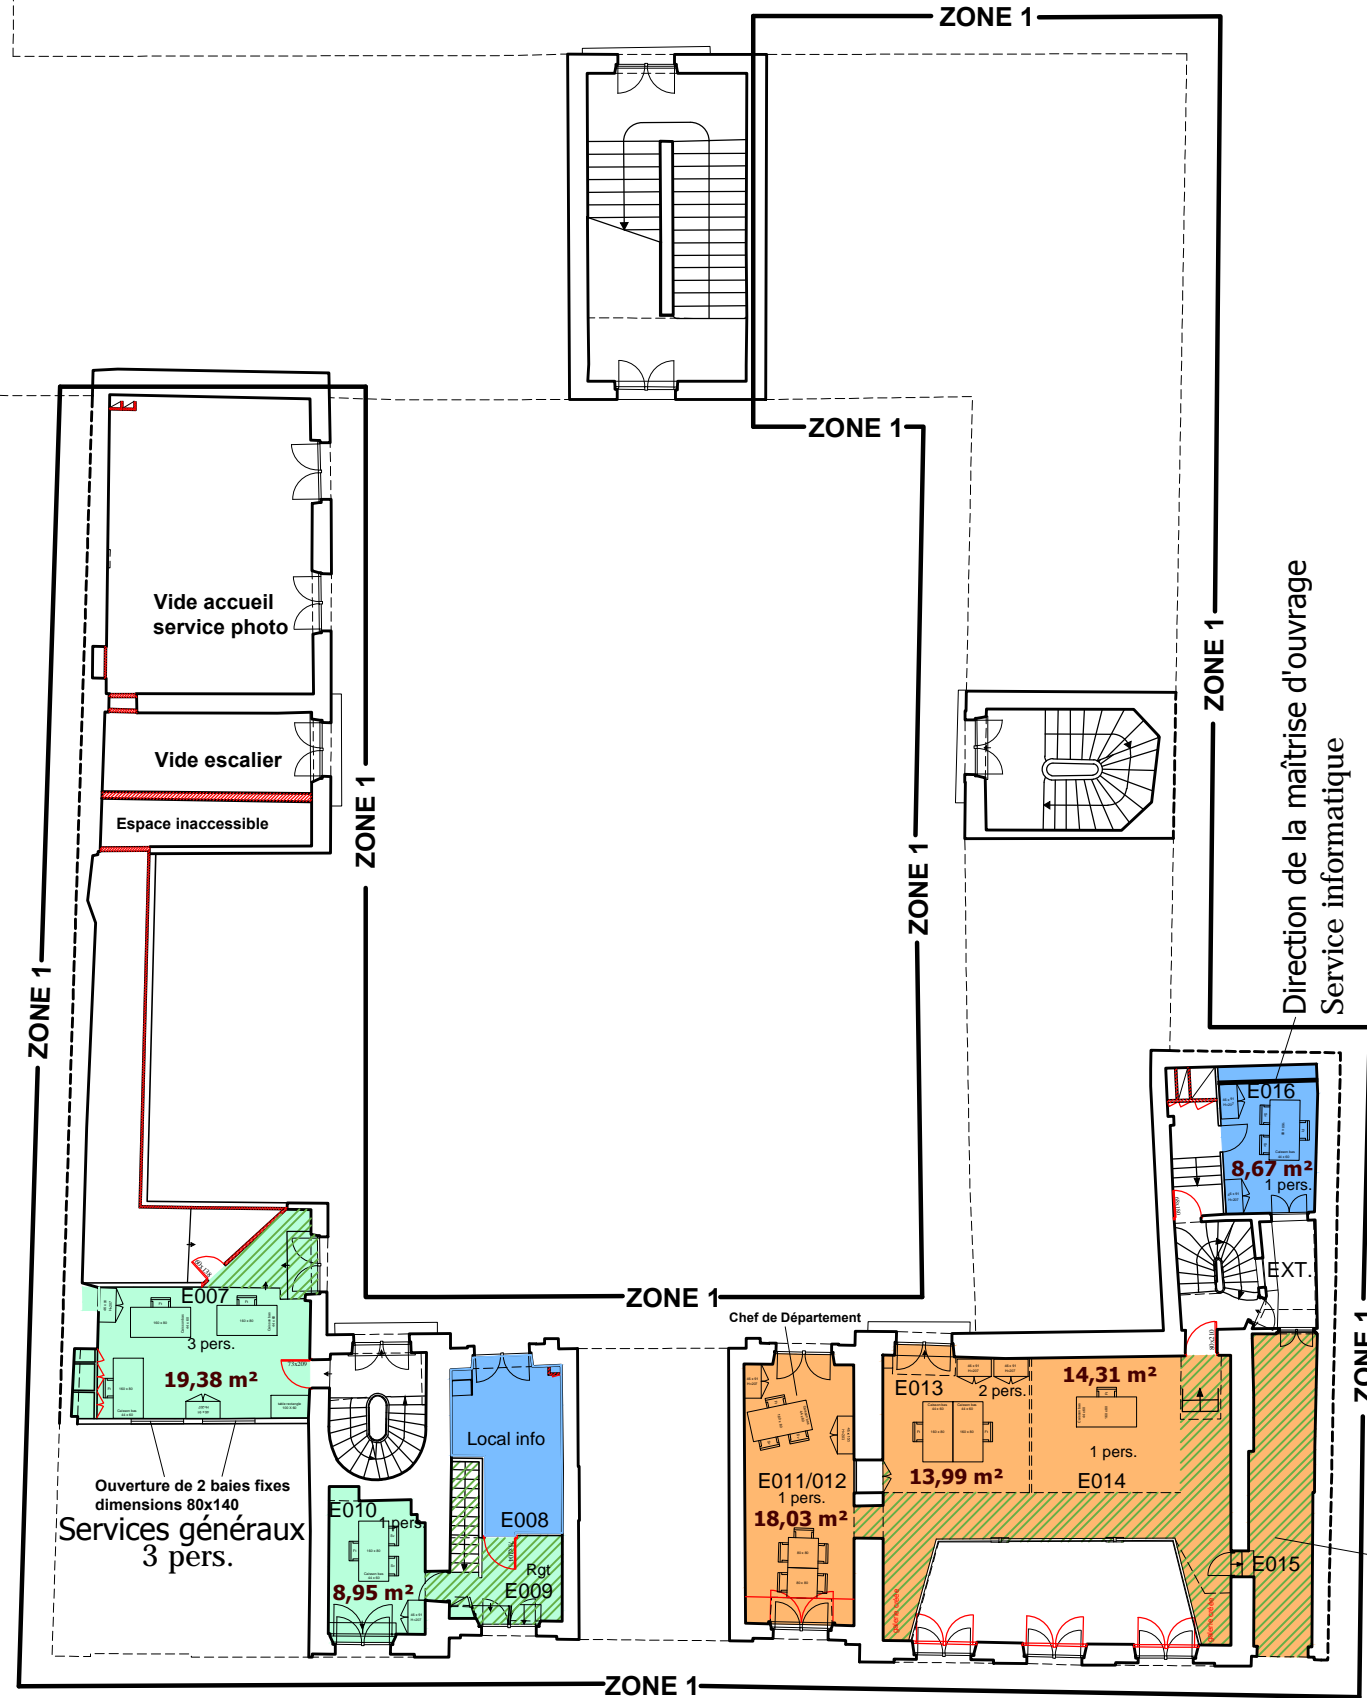 ZONE 1
ZONE 1
Vide accueil
service photo
Vide escalier
Espace inaccessible
ZONE 1
ZONE 1
ZONE 1
ZONE 1
Direction de la maîtrise d'ouvrage
Service informatique
E016
8,67 m²
1 pers.
EXT.
E007
3 pers.
19,38 m²
75x209
ZONE 1
Chef de Département
ZONE 1
E013
2 pers.
14,31 m²
1 pers.
13,99 m²
E014
80x210
Local info
E008
E011/012
1 pers.
18,03 m²
Ouverture de 2 baies fixes
dimensions 80x140
Services généraux
3 pers.
E010
1 pers.
8,95 m²
Rgt
E009
E015
ZONE 1